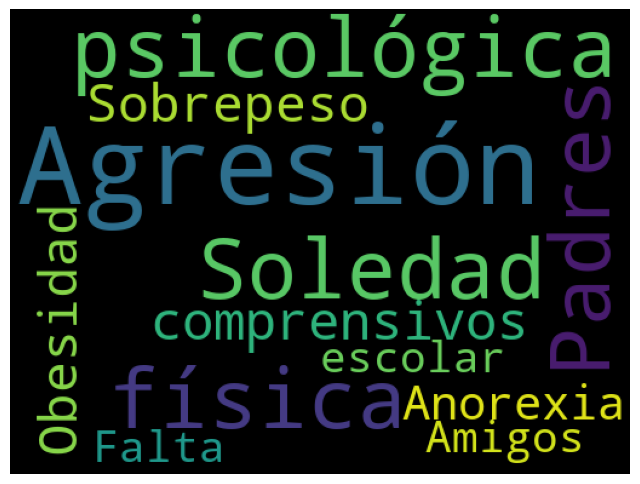 psicológica
Sobrepeso
Agresión
Padres
Obesidad
Soledad
comprensivos
escolar
física
Anorexia
Falta
Amigos